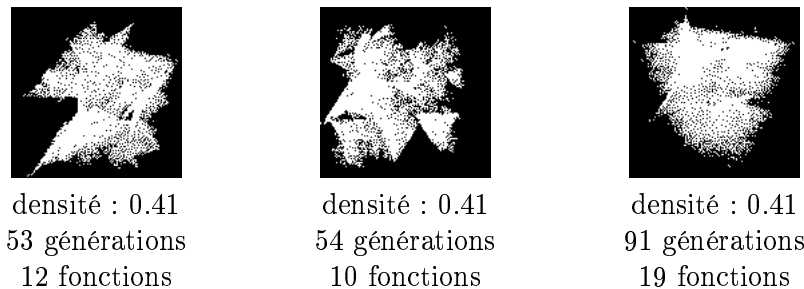 densité : 0.41
53 générations
12 fonctions
densité : 0.41
54 générations
10 fonctions
densité : 0.41
91 générations
19 fonctions